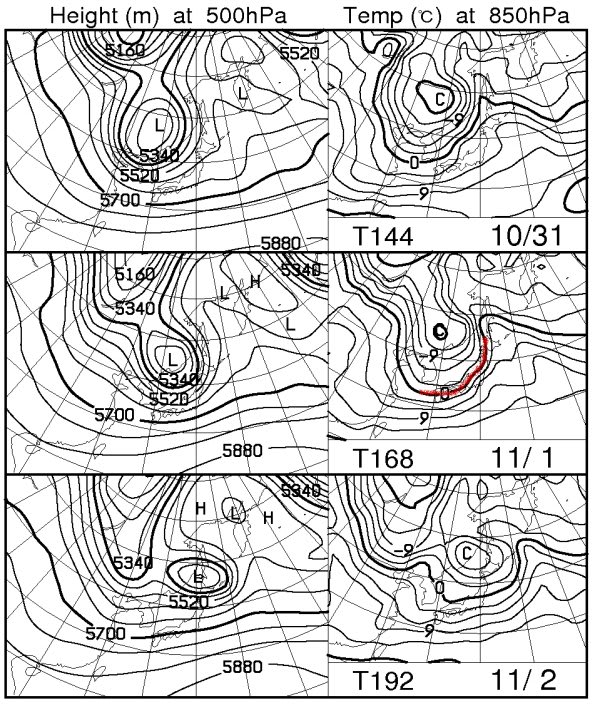 Height (m) at 500hPa Temp (℃) at 850hPa
5160 5520 0
L
L C
-9
5340
5520 0
5700 9
5880
T144 10/31
5160 H 5340
L
5340 L C
L -9
5340
5520 0
5700 9
5880
T168 11/ 1
5340
H L H
5340 -9 C
L
5520 0
5700 9
5880
T192 11/ 2